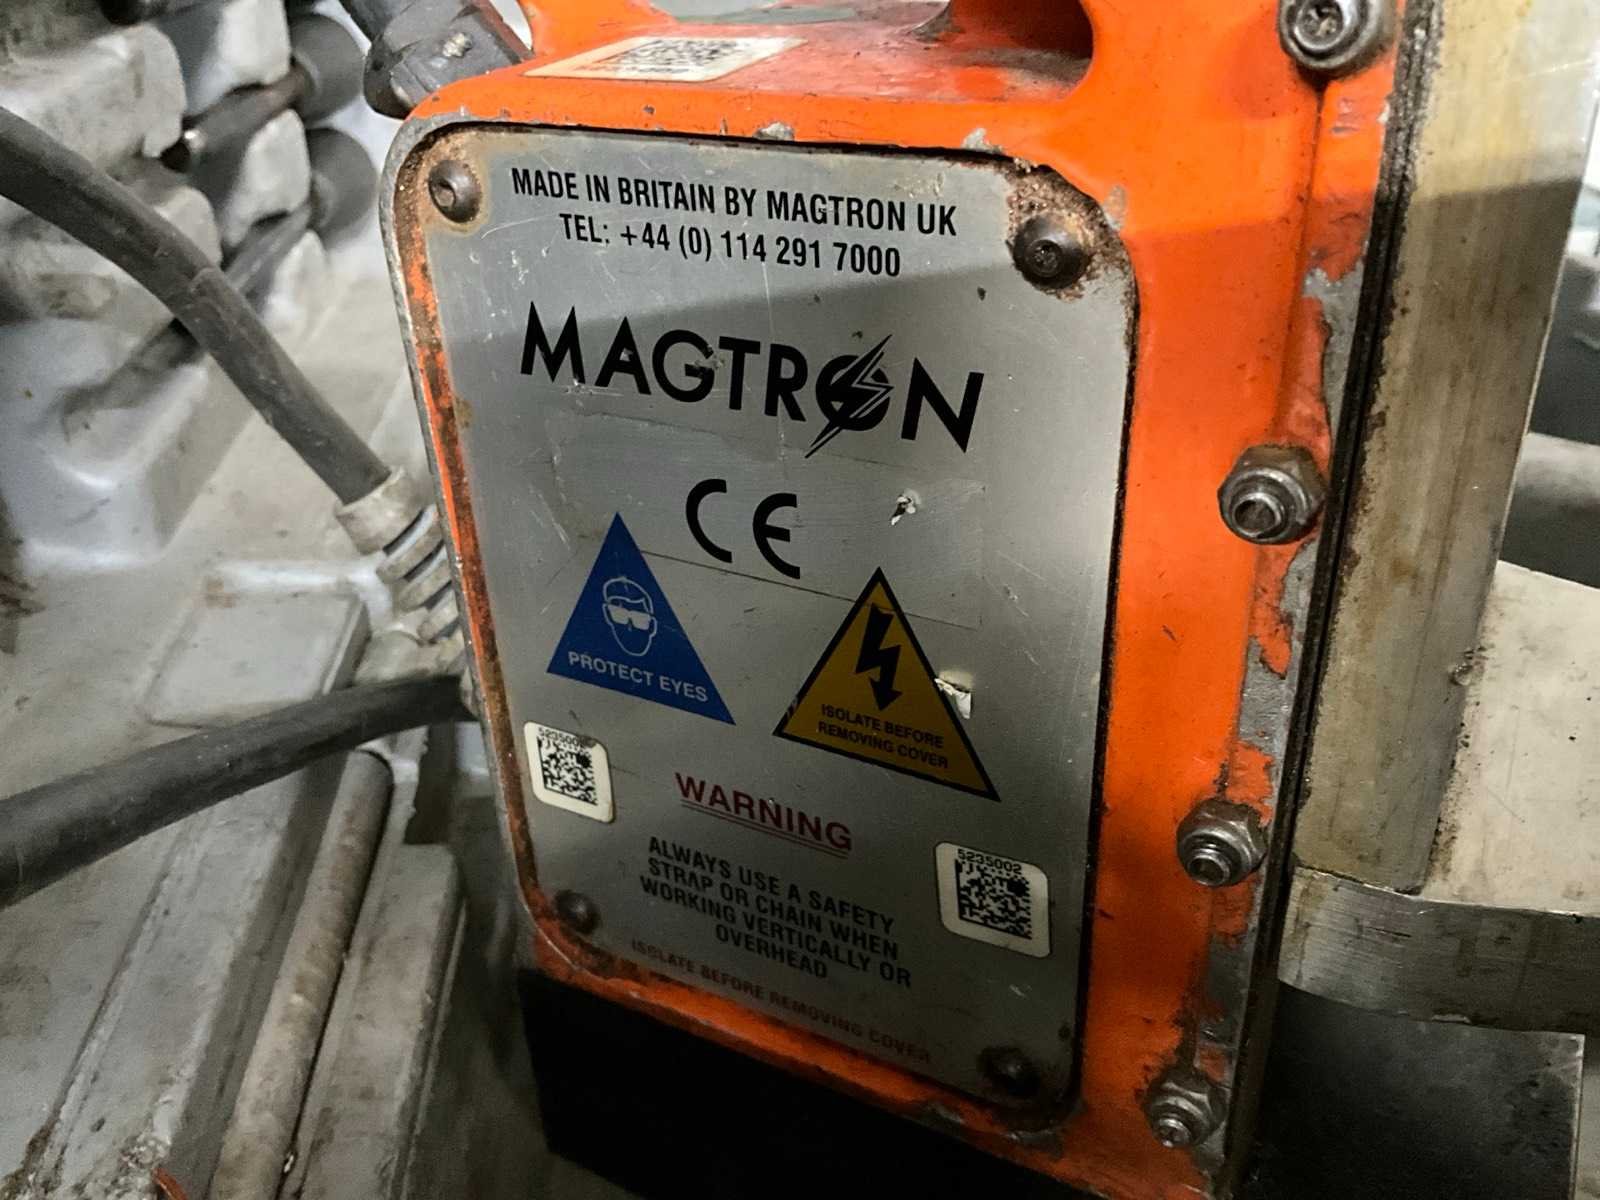 MADE IN BRITAIN BY MAGTRON UK
TEL: +44 (0) 114 291 7000
MAGTRON
CE
PROTECT EYES
ISOLATE BEFORE
REMOVING COVER
5235002
WARNING
5235002
ALWAYS USE A SAFETY
STRAP OR CHAIN WHEN
WORKING VERTICALLY OR
OVERHEAD
ISOLATE BEFORE REMOVING COVER